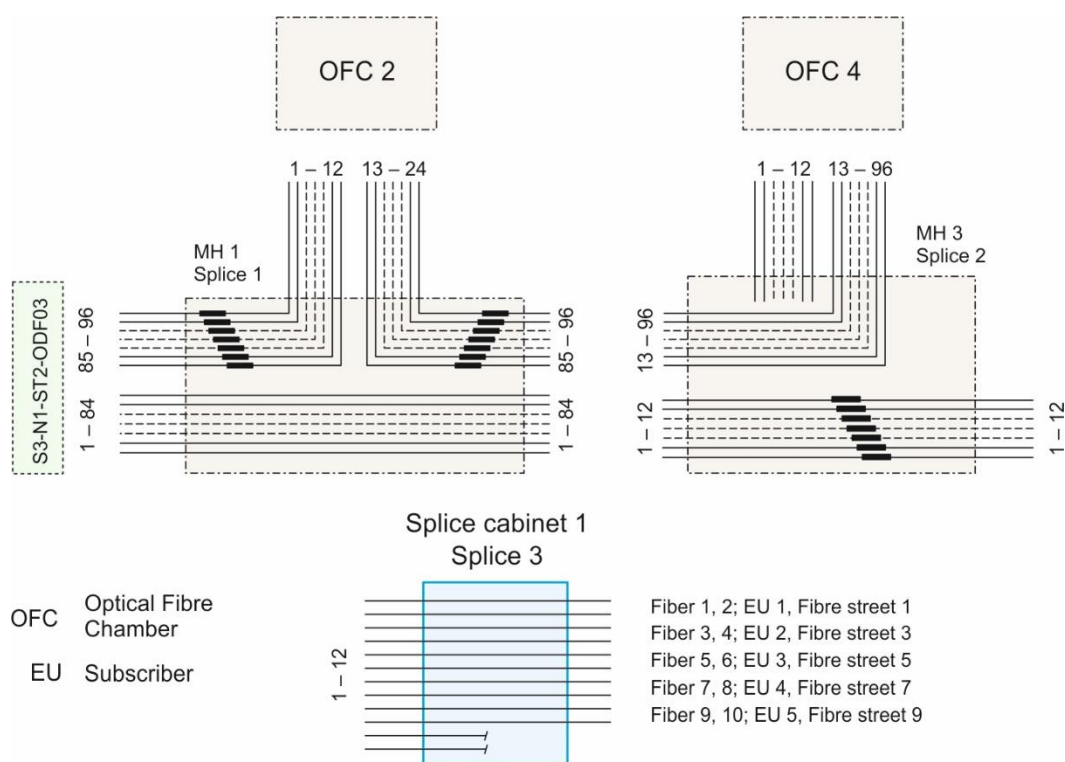 OFC 2
OFC 4
1 – 12
13 – 24
1 – 12
13 – 96
MH 1
Splice 1
MH 3
Splice 2
S3-N1-ST2-ODF03
85 – 96
85 – 96
13 – 96
1 – 84
1 – 84
1 – 12
1 – 12
Splice cabinet 1
Splice 3
OFC Optical Fibre
Chamber
EU Subscriber
1 – 12
Fiber 1, 2; EU 1, Fibre street 1
Fiber 3, 4; EU 2, Fibre street 3
Fiber 5, 6; EU 3, Fibre street 5
Fiber 7, 8; EU 4, Fibre street 7
Fiber 9, 10; EU 5, Fibre street 9